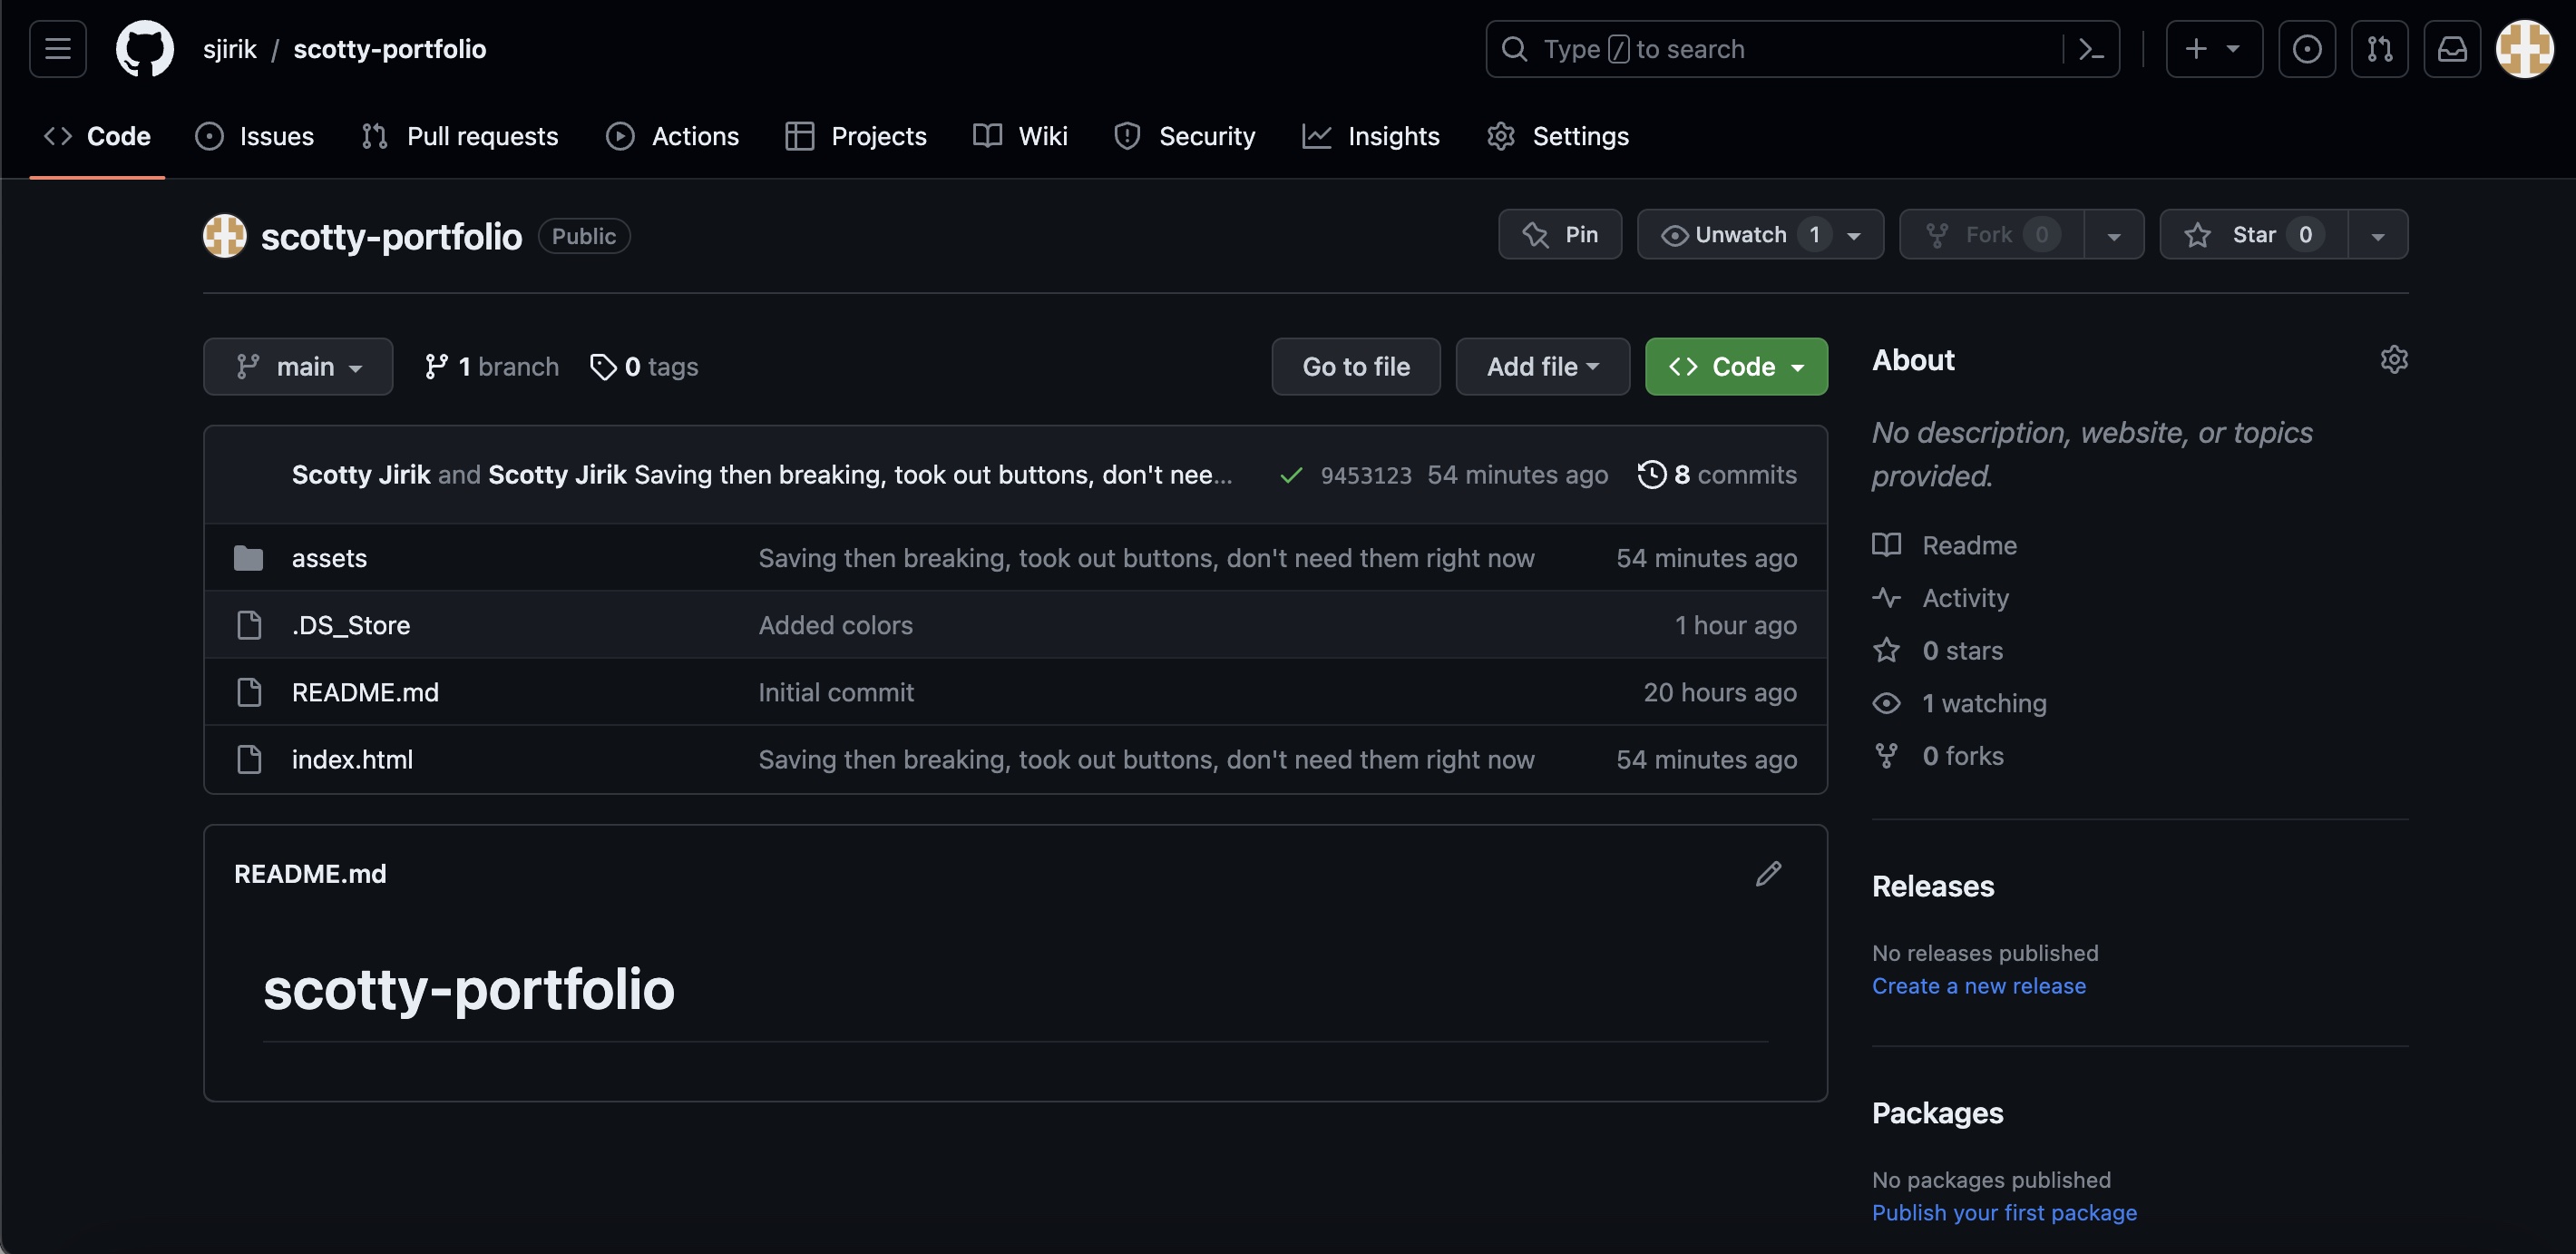 sjirik / scotty-portfolio
Type / to search
Code Issues Pull requests Actions Projects Wiki Security Insights Settings
scotty-portfolio Public
Pin Unwatch 1 Fork 0 Star 0
main 1 branch 0 tags Go to file Add file Code
Scotty Jirik and Scotty Jirik Saving then breaking, took out buttons, don't nee... 9453123 54 minutes ago 8 commits
assets Saving then breaking, took out buttons, don't need them right now 54 minutes ago
.DS_Store Added colors 1 hour ago
README.md Initial commit 20 hours ago
index.html Saving then breaking, took out buttons, don't need them right now 54 minutes ago
README.md
scotty-portfolio
About
No description, website, or topics
provided.
Readme
Activity
0 stars
1 watching
0 forks
Releases
No releases published
Create a new release
Packages
No packages published
Publish your first package